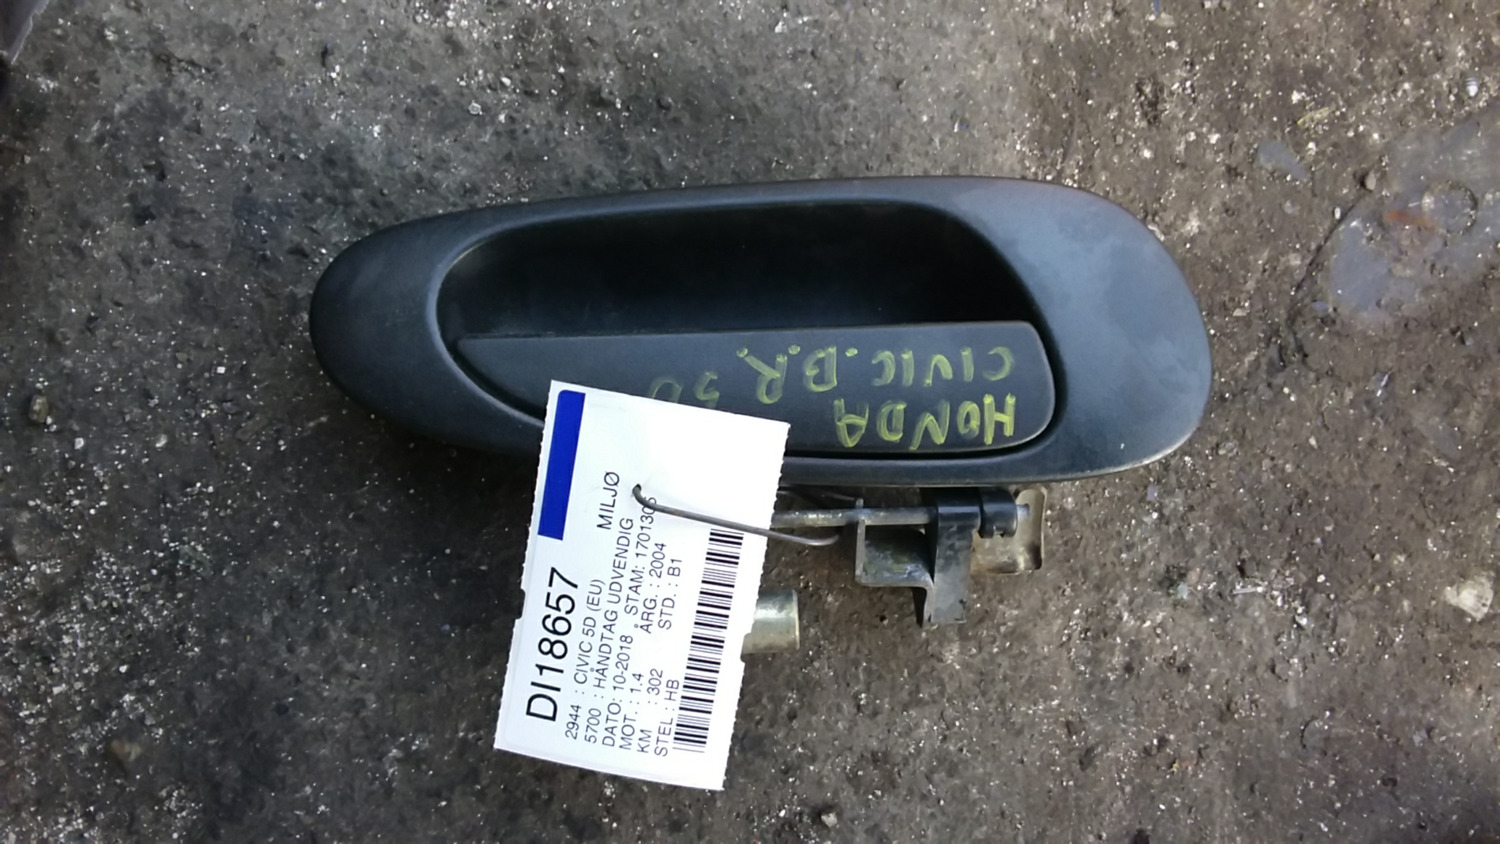 HONDA
CIVIC. B.R. 5D
DI18657
MILJØ
2944 : CIVIC 5D (EU)
5700 : HÅNDTAG UDVENDIG
DATO: 10-2018 STAM: 1701306
MOT. : 1.4 ÅRG. : 2004
KM : 302 STD. : B1
STEL : HB